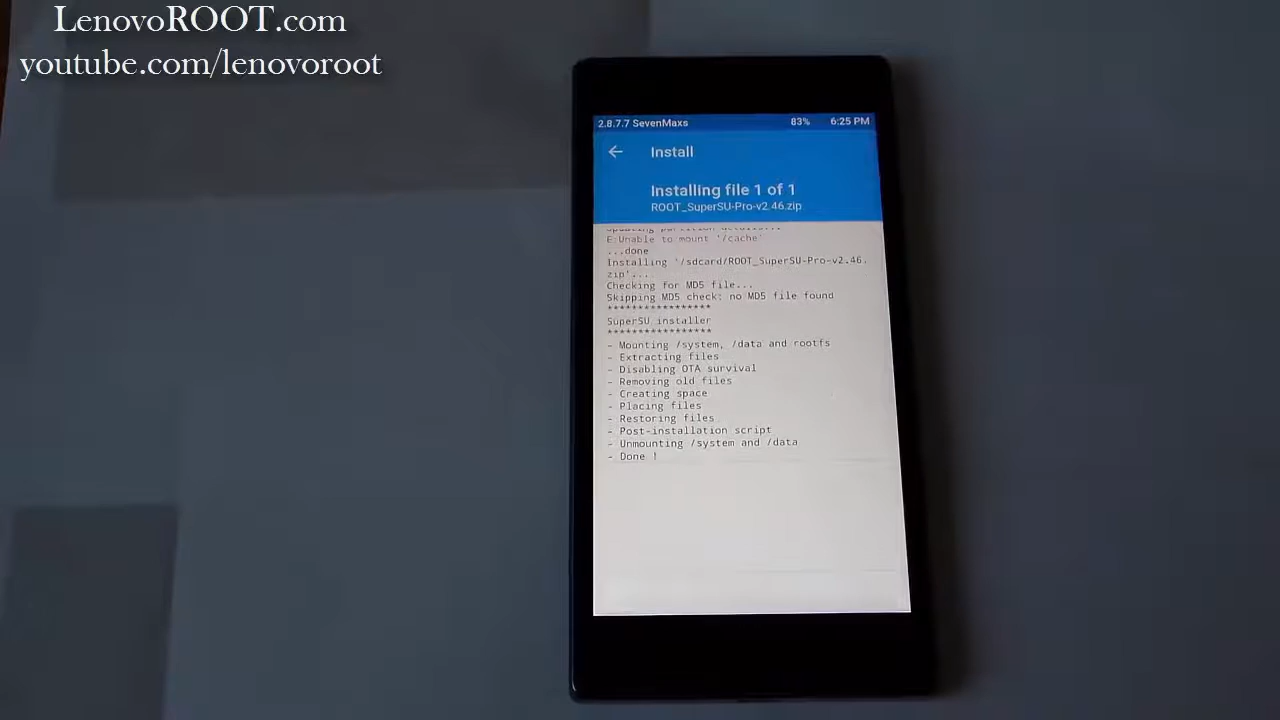 LenovoROOT.com
youtube.com/lenovoroot
2.8.7.7 SevenMaxs 83% 6:25 PM
Install
Installing file 1 of 1
ROOT_SuperSU-Pro-v2.46.zip
Updating partition details...
E:Unable to mount '/cache'
...done
Installing '/sdcard/ROOT_SuperSU-Pro-v2.46.
zip'...
Checking for MD5 file...
Skipping MD5 check: no MD5 file found
*****************
SuperSU installer
*****************
- Mounting /system, /data and rootfs
- Extracting files
- Disabling OTA survival
- Removing old files
- Creating space
- Placing files
- Restoring files
- Post-installation script
- Unmounting /system and /data
- Done !